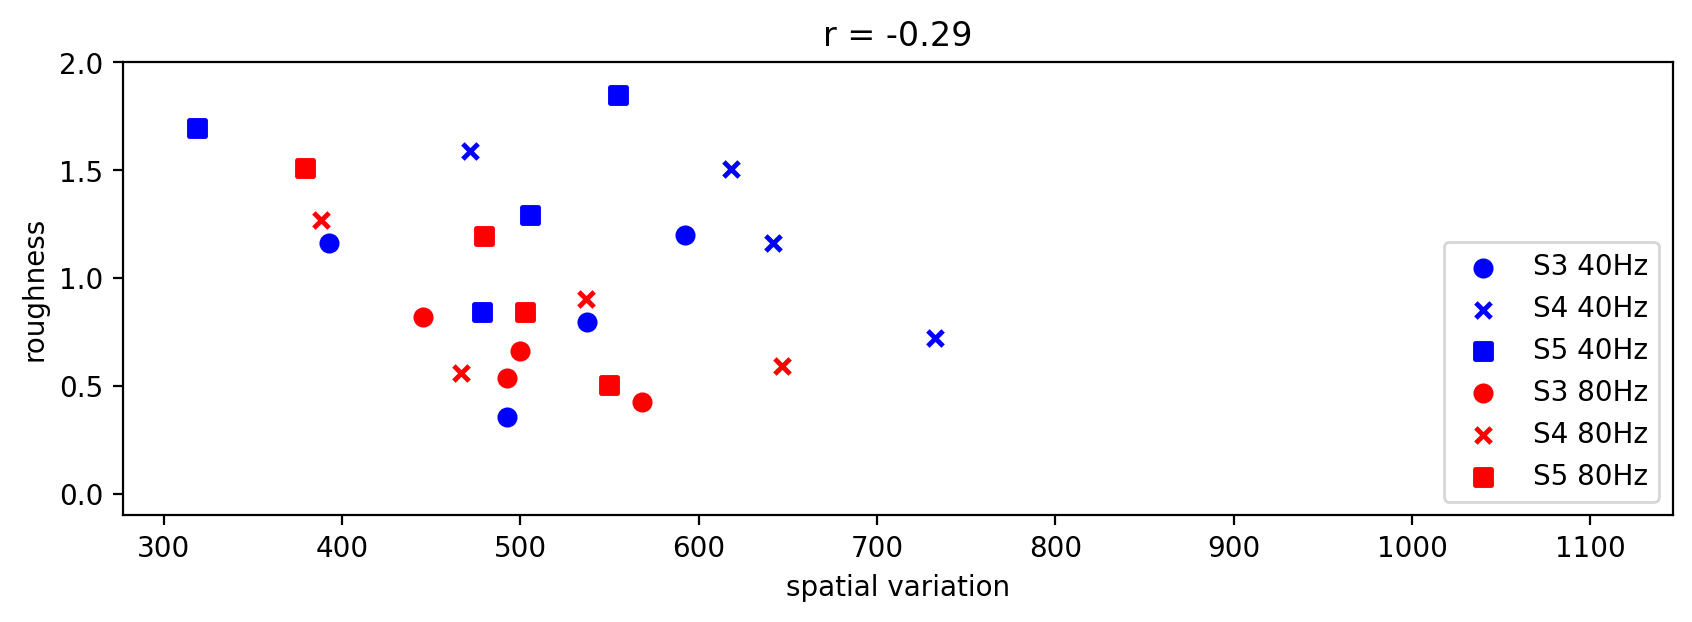 r = -0.29
2.0
1.5
1.0
0.5
0.0
roughness
300 400 500 600 700 800 900 1000 1100
spatial variation
S3 40Hz
S4 40Hz
S5 40Hz
S3 80Hz
S4 80Hz
S5 80Hz